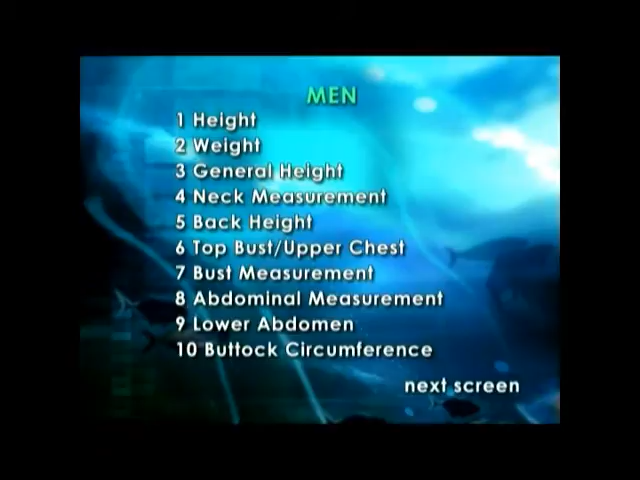 MEN
1 Height
2 Weight
3 General Height
4 Neck Measurement
5 Back Height
6 Top Bust/Upper Chest
7 Bust Measurement
8 Abdominal Measurement
9 Lower Abdomen
10 Buttock Circumference
next screen